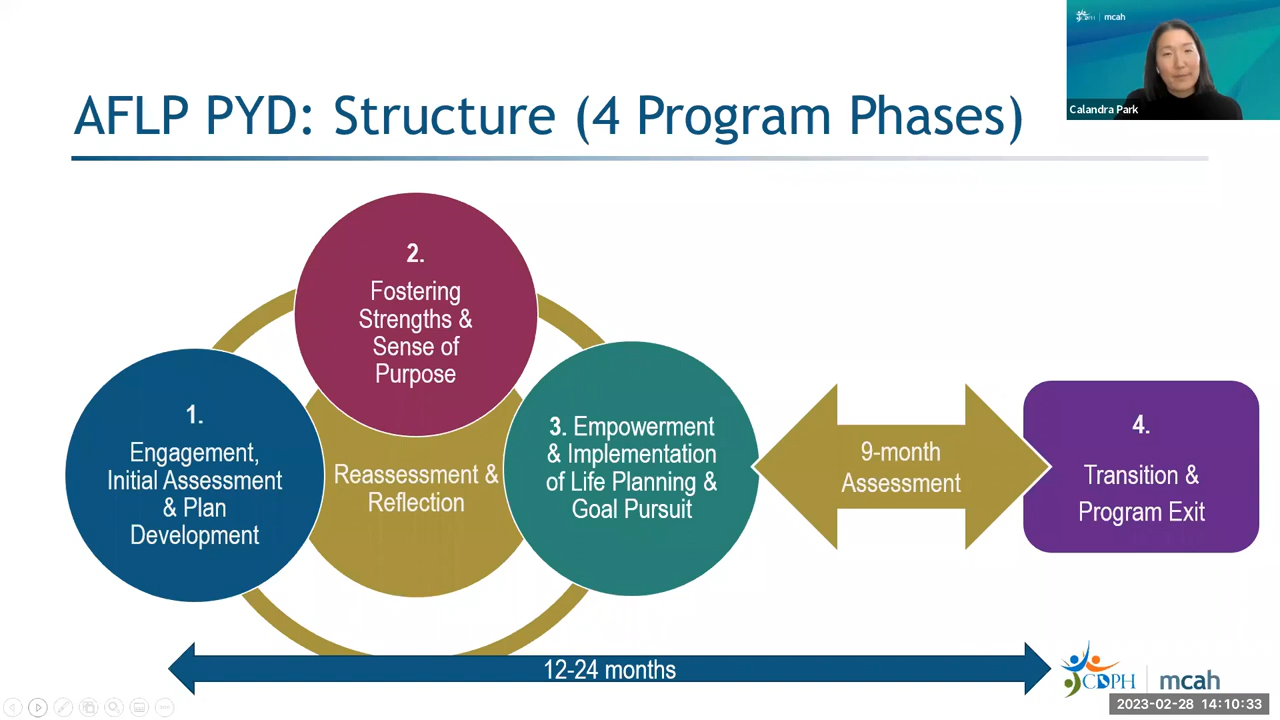 CDPH | mcah
Calandra Park
AFLP PYD: Structure (4 Program Phases)
2.
Fostering
Strengths &
Sense of
Purpose
1.
Engagement,
Initial Assessment
& Plan
Development
Reassessment &
Reflection
3. Empowerment
& Implementation
of Life Planning &
Goal Pursuit
9-month
Assessment
4.
Transition &
Program Exit
12-24 months
CDPH | mcah
2023-02-28 14:10:33